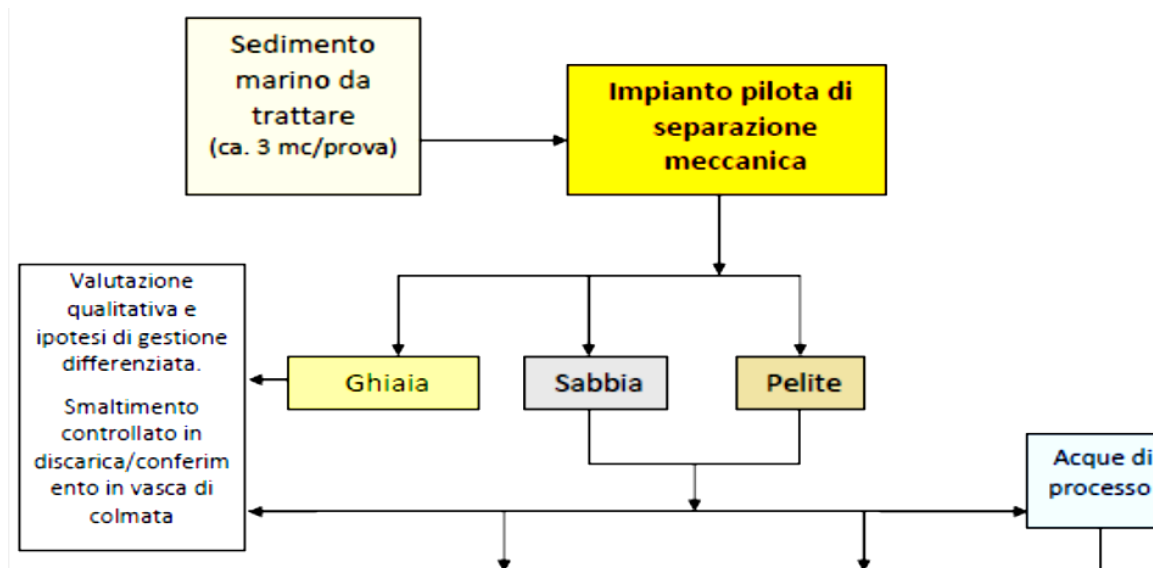 Sedimento
marino da
trattare
(ca. 3 mc/prova)
Impianto pilota di
separazione
meccanica
Valutazione
qualitativa e
ipotesi di gestione
differenziata.
Smaltimento
controllato in
discarica/conferim
ento in vasca di
colmata
Ghiaia
Sabbia
Pelite
Acque di
processo